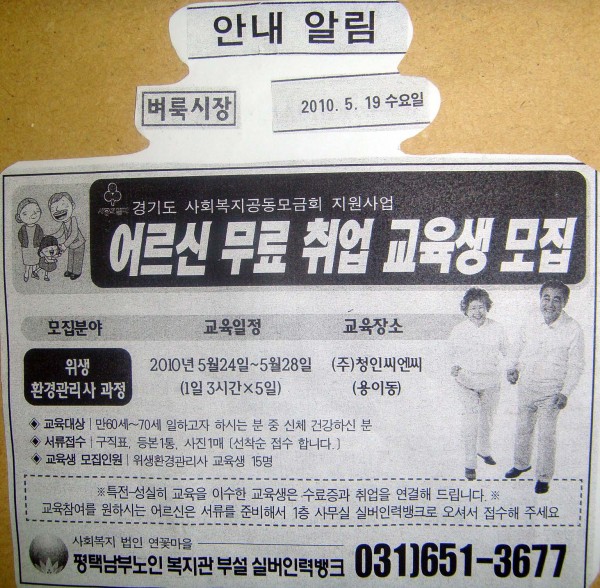 안내 알림
벼룩시장
2010. 5. 19 수요일
경기도 사회복지공동모금회 지원사업
어르신 무료 취업 교육생 모집
모집분야 교육일정 교육장소
위생
환경관리사 과정
2010년 5월24일~5월28일
(1일 3시간×5일)
(주)청인씨엔씨
(용이동)
◈ 교육대상 | 만60세~70세 일하고자 하시는 분 중 신체 건강하신 분
◈ 서류접수 | 구직표, 등본1통, 사진1매 [선착순 접수 합니다.]
◈ 교육생 모집인원 | 위생환경관리사 교육생 15명
※특전-성실히 교육을 이수한 교육생은 수료증과 취업을 연결해 드립니다. ※
교육참여를 원하시는 어르신은 서류를 준비해서 1층 사무실 실버인력뱅크로 오셔서 접수해 주세요
사회복지 법인 연꽃마을
평택남부노인 복지관 부설 실버인력뱅크 031)651-3677